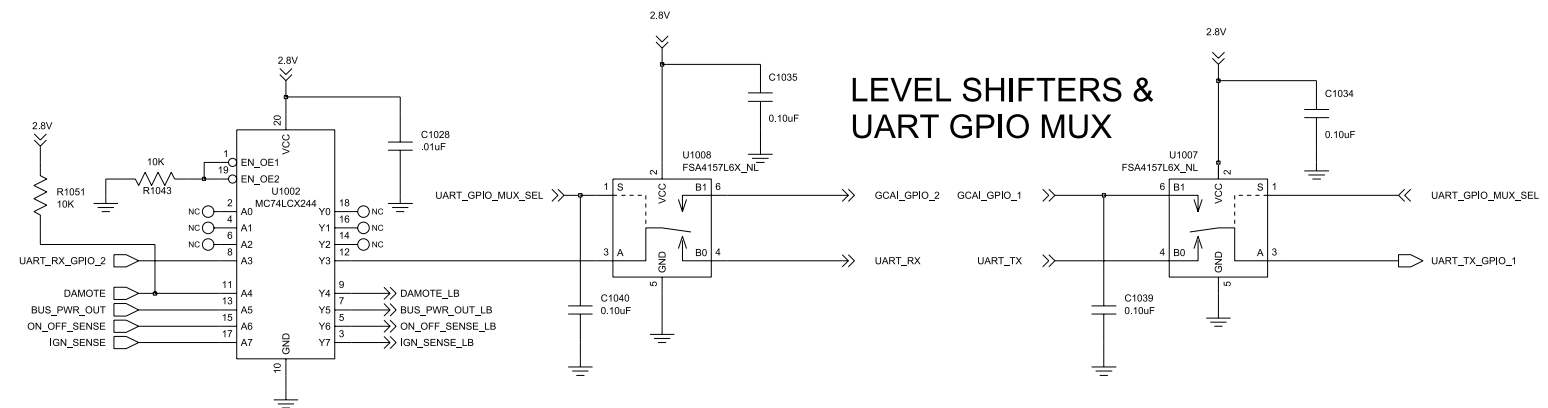 2.8V
2.8V
2.8V
2.8V
LEVEL SHIFTERS &
UART GPIO MUX
C1035
0.10uF
C1034
0.10uF
C1028
.01uF
20
VCC
1
EN_OE1
19
EN_OE2
10K
R1043
R1051
10K
U1002
MC74LCX244
2
NC
A0
Y0
18
NC
4
NC
A1
Y1
16
NC
6
NC
A2
Y2
14
NC
UART_RX_GPIO_2
8
A3
Y3
12
DAMOTE
11
A4
Y4
9
DAMOTE_LB
BUS_PWR_OUT
13
A5
Y5
7
BUS_PWR_OUT_LB
ON_OFF_SENSE
15
A6
Y6
5
ON_OFF_SENSE_LB
IGN_SENSE
17
A7
Y7
3
IGN_SENSE_LB
GND
10
U1008
FSA4157L6X_NL
UART_GPIO_MUX_SEL
1
S
2
VCC
B1
6
GCAI_GPIO_2
3
A
B0
4
UART_RX
GND
5
C1040
0.10uF
U1007
FSA4157L6X_NL
GCAI_GPIO_1
6
B1
2
VCC
S
1
UART_GPIO_MUX_SEL
UART_TX
4
B0
A
3
UART_TX_GPIO_1
GND
5
C1039
0.10uF